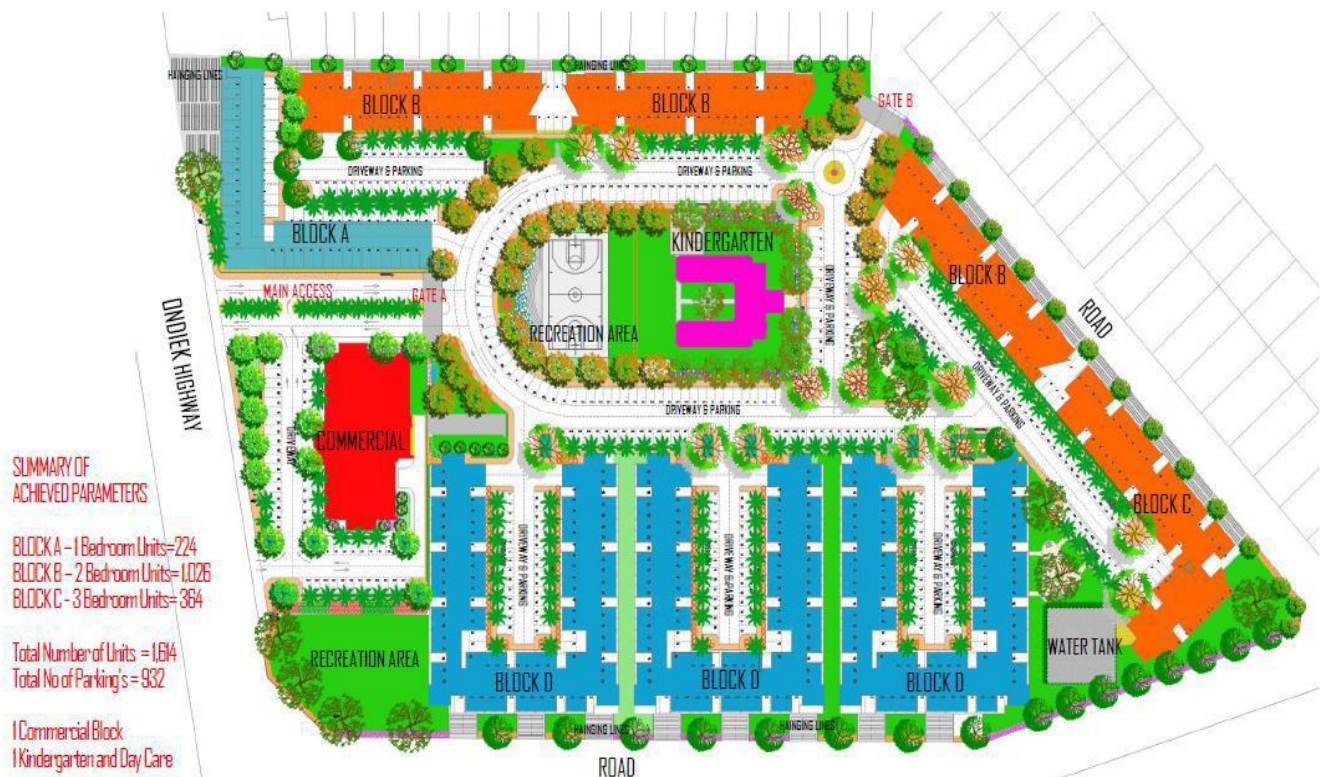 HAINGING LINES
HAINGING LINES
BLOCK B
BLOCK B
GATE B
DRIVEWAY & PARKING
DRIVEWAY & PARKING
BLOCK A
KINDERGARTEN
BLOCK B
MAIN ACCESS
GATE A
DRIVEWAY & PARKING
ROAD
ONDIEK HIGHWAY
RECREATION AREA
DRIVEWAY & PARKING
DRIVEWAY & PARKING
COMMERCIAL
DRIVEWAY
BLOCK C
SUMMARY OF
ACHIEVED PARAMETERS
BLOCK A - 1 Bedroom Units=224
BLOCK B - 2 Bedroom Units=1,026
BLOCK C - 3 Bedroom Units=364
Total Number of Units = 1,614
Total No of Parking's = 932
1 Commercial Block
1 Kindergarten and Day Care
DRIVEWAY & PARKING
DRIVEWAY & PARKING
DRIVEWAY & PARKING
WATER TANK
RECREATION AREA
BLOCK D
BLOCK D
BLOCK D
HAINGING LINES
HAINGING LINES
ROAD